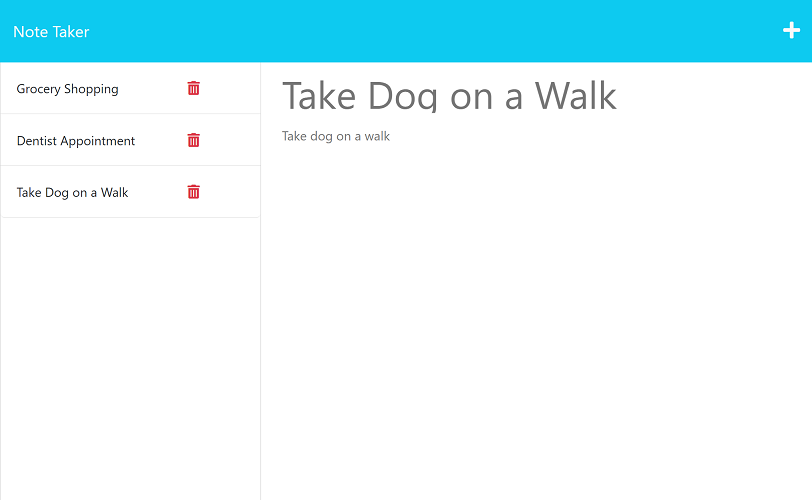 Note Taker
Grocery Shopping
Dentist Appointment
Take Dog on a Walk
Take Dog on a Walk
Take dog on a walk